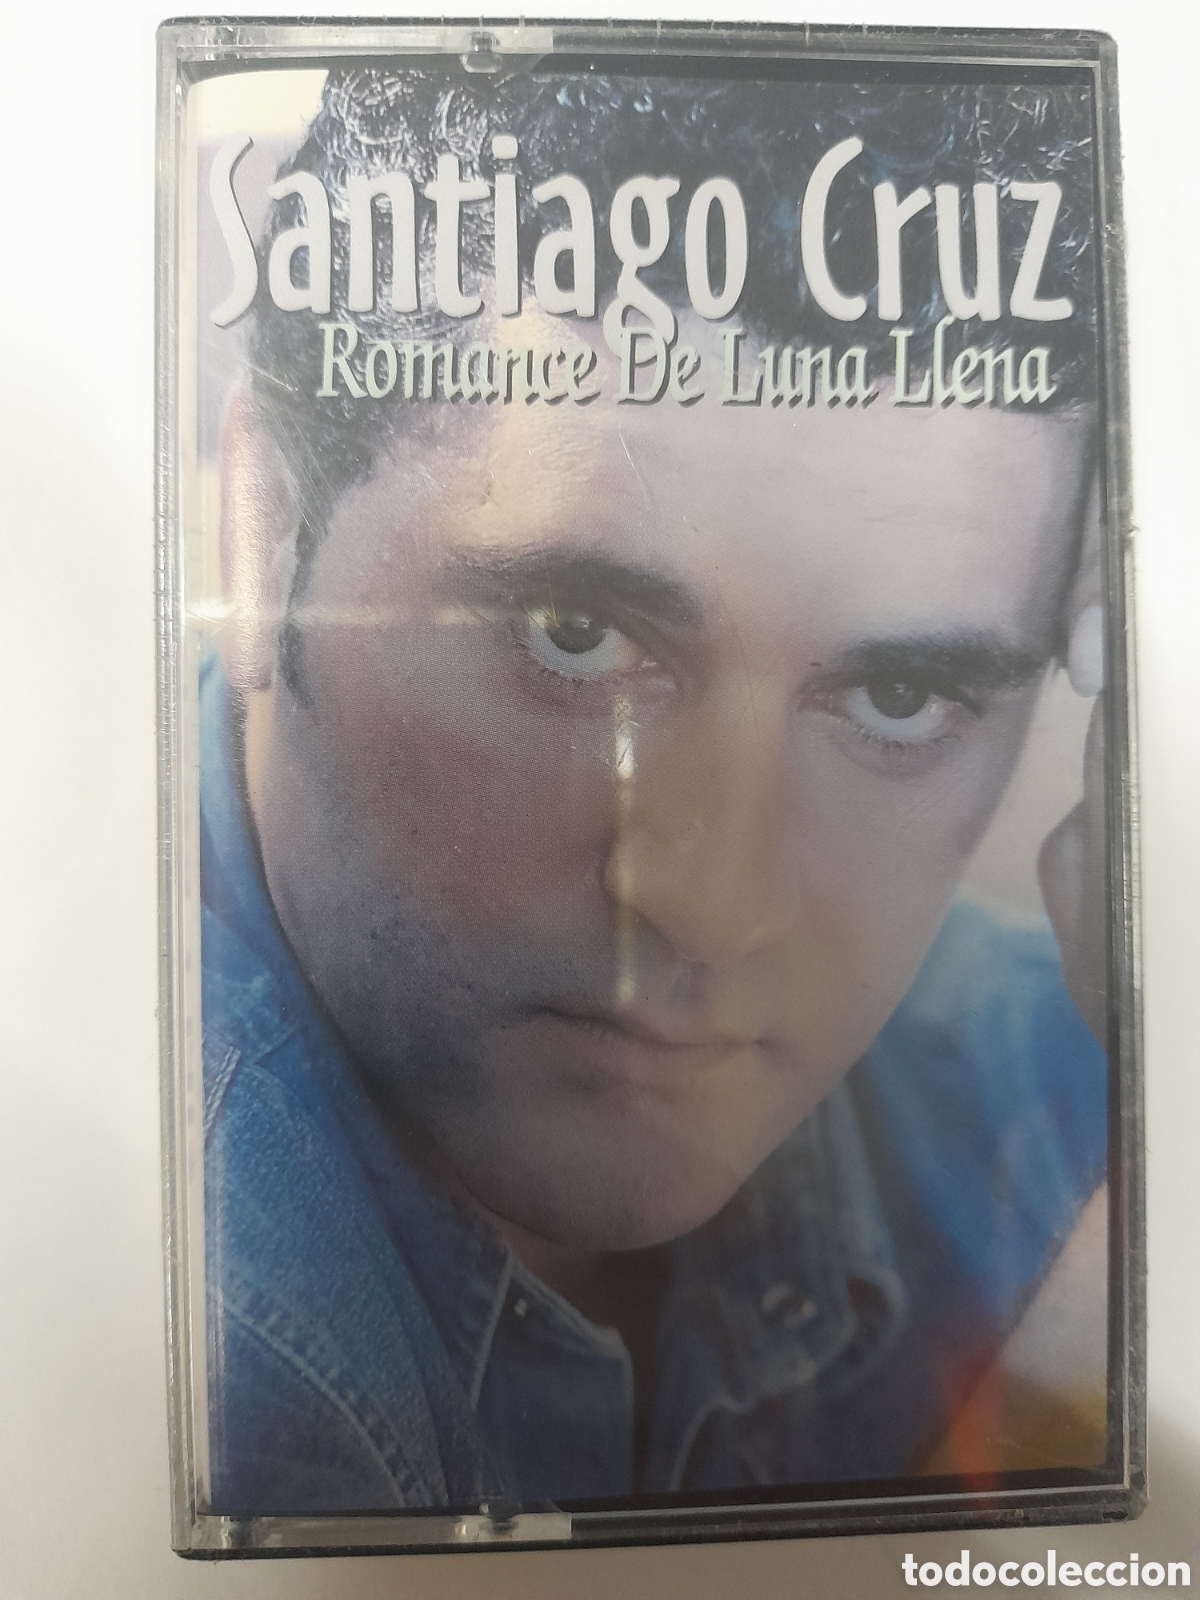 Santiago Cruz
Romance De Luna Llena
todocoleccion